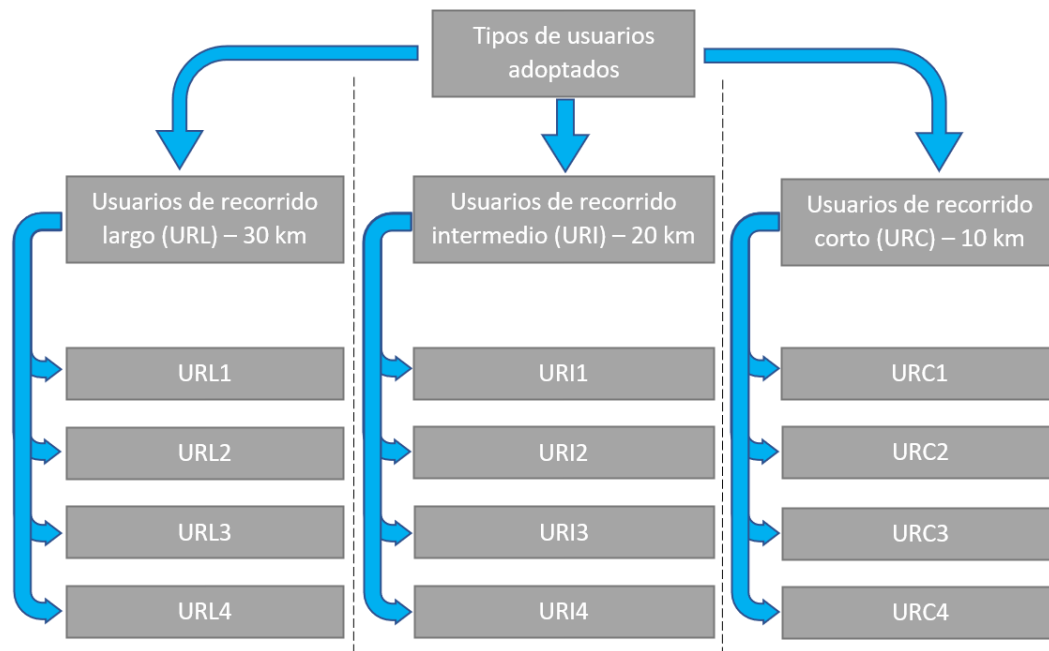 Tipos de usuarios
adoptados
Usuarios de recorrido
largo (URL) – 30 km
Usuarios de recorrido
intermedio (URI) – 20 km
Usuarios de recorrido
corto (URC) – 10 km
URL1
URI1
URC1
URL2
URI2
URC2
URL3
URI3
URC3
URL4
URI4
URC4